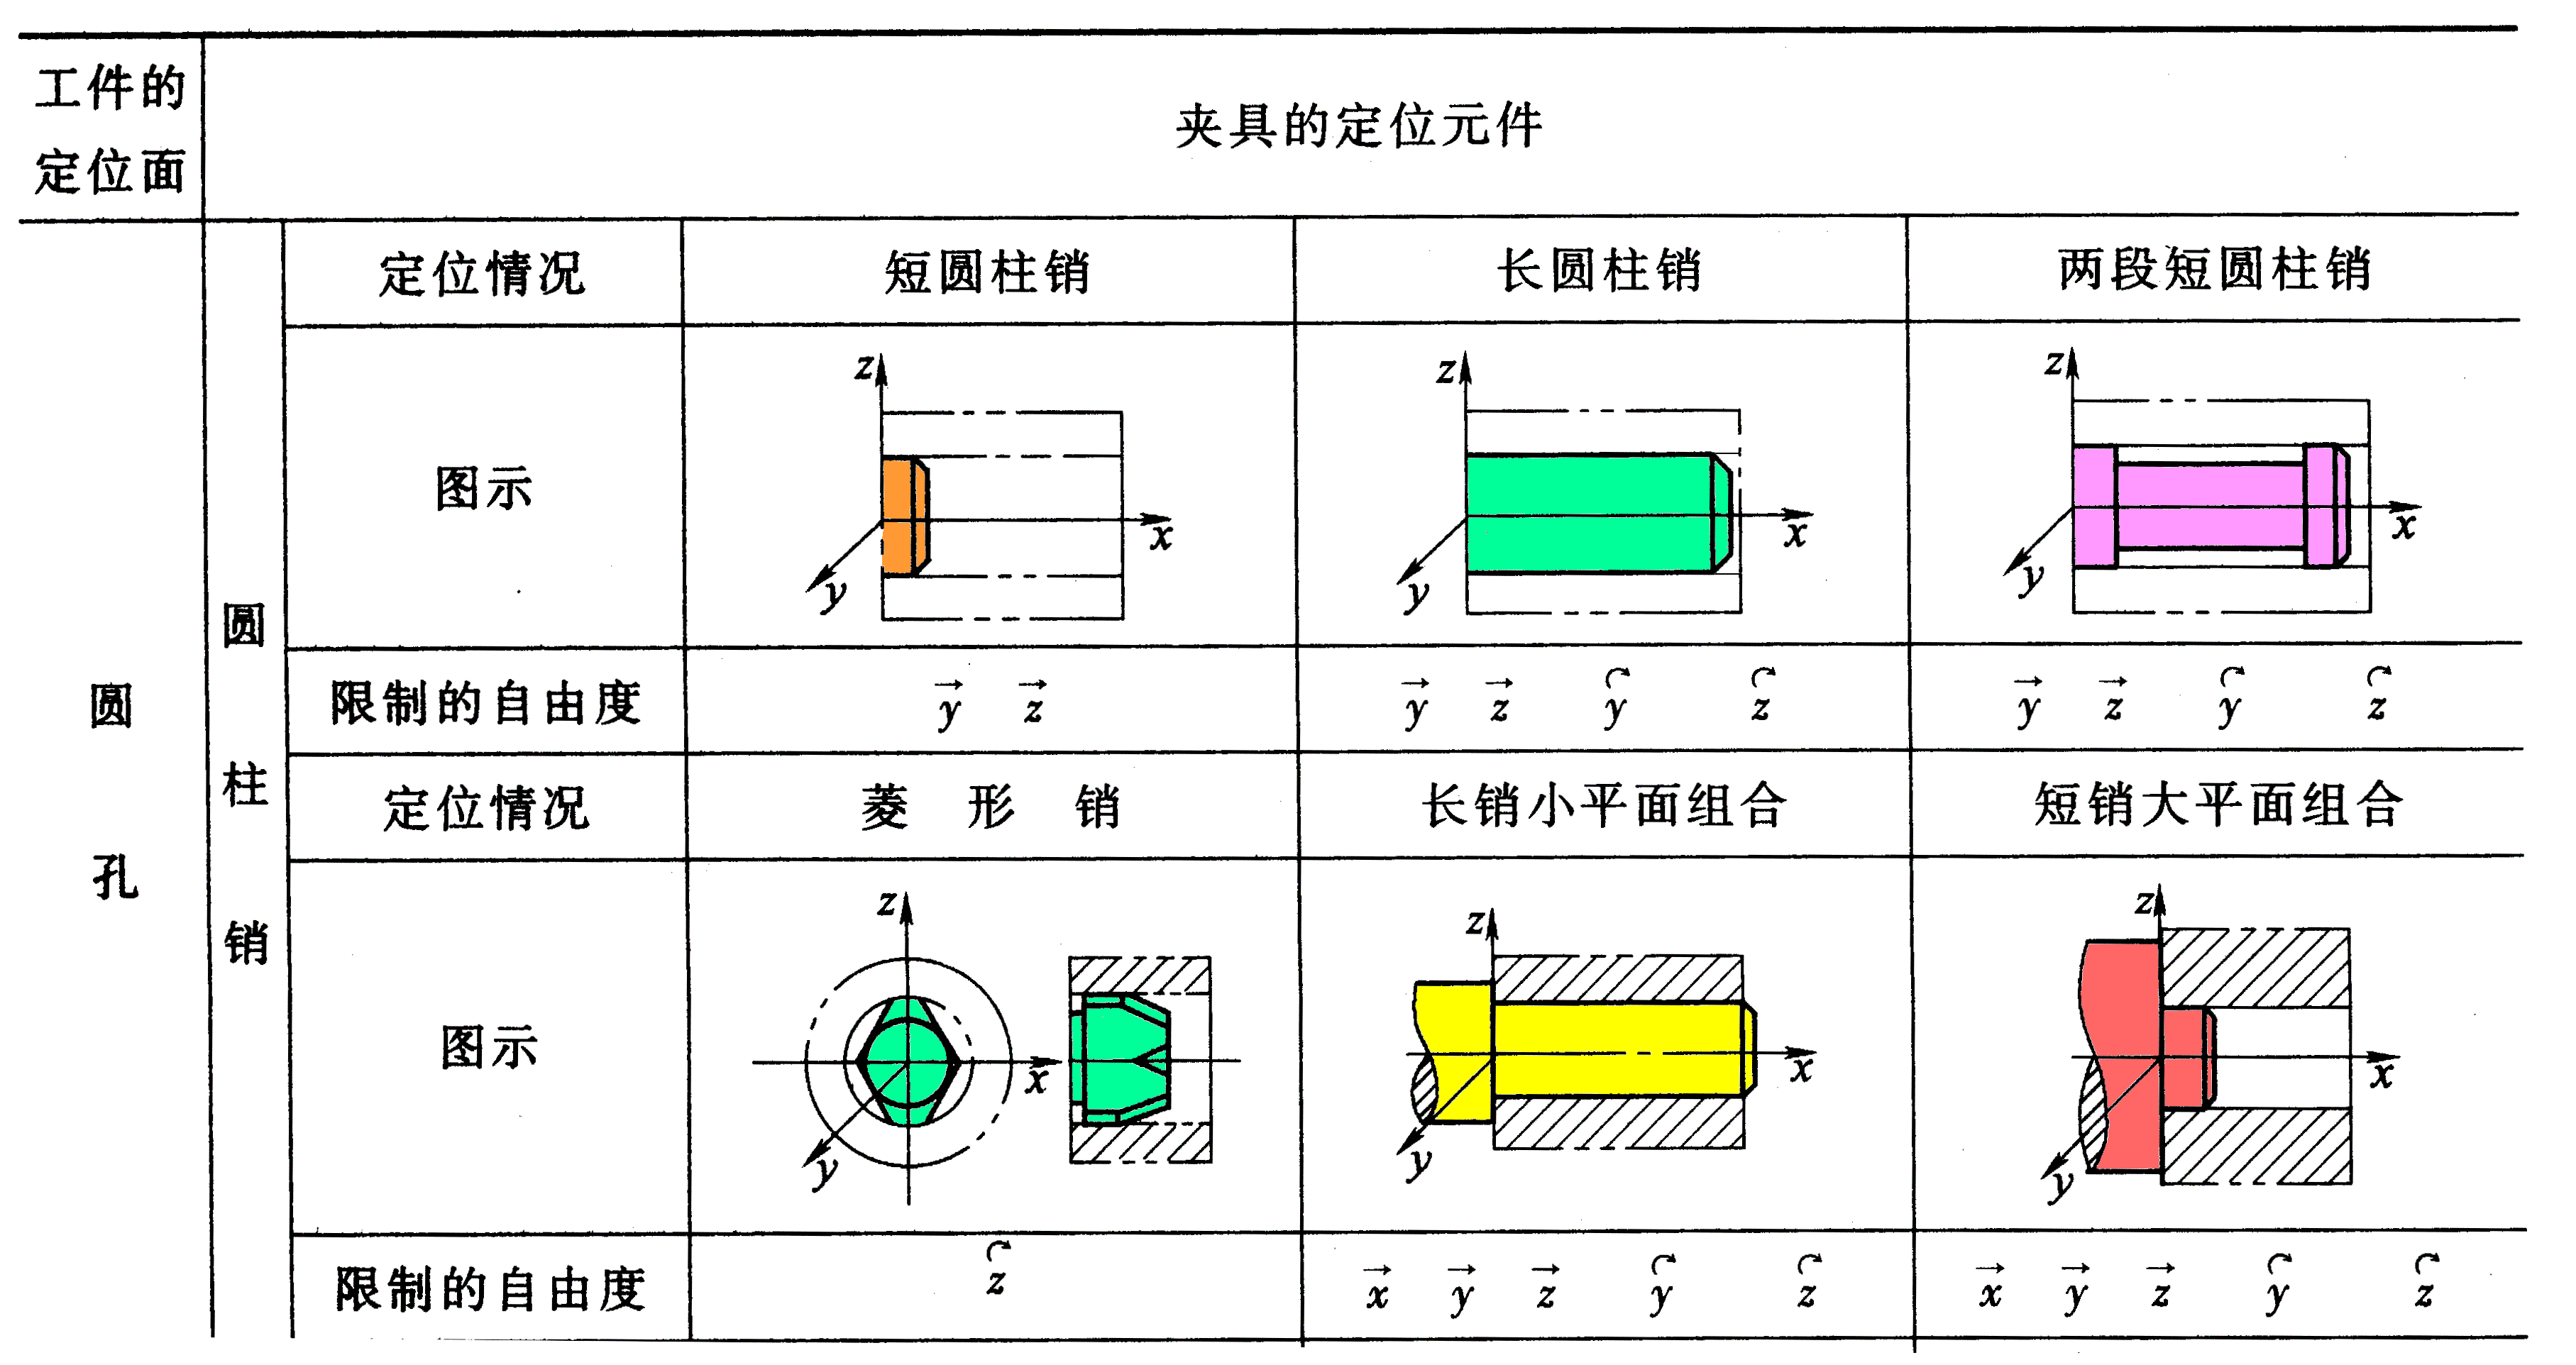 工件的
定位面
夹具的定位元件
圆孔
圆柱销
定位情况 短圆柱销 长圆柱销 两段短圆柱销
图示
z x y
z x y
z x y
限制的自由度 y⃗ z⃗ y⃗ z⃗ y↷ z↷ y⃗ z⃗ y↷ z↷
定位情况 菱形销 长销小平面组合 短销大平面组合
图示
z x y
z x y
z x y
限制的自由度 z↷ x⃗ y⃗ z⃗ y↷ z↷ x⃗ y⃗ z⃗ y↷ z↷